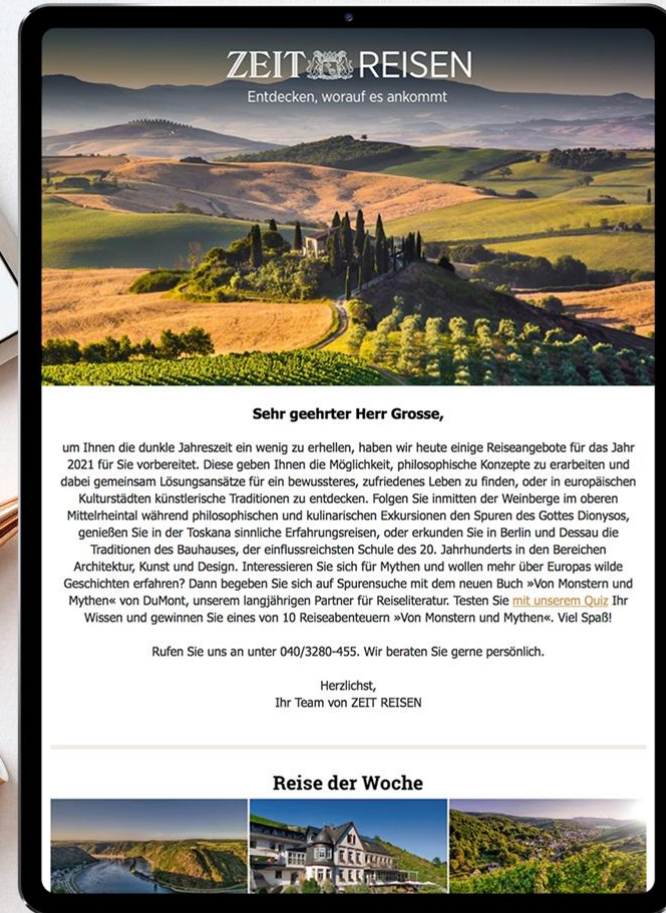 ZEIT REISEN
Entdecken, worauf es ankommt
Sehr geehrter Herr Grosse,
um Ihnen die dunkle Jahreszeit ein wenig zu erhellen, haben wir heute einige Reiseangebote für das Jahr
2021 für Sie vorbereitet. Diese geben Ihnen die Möglichkeit, philosophische Konzepte zu erarbeiten und
dabei gemeinsam Lösungsansätze für ein bewussteres, zufriedenes Leben zu finden, oder in europäischen
Kulturstädten künstlerische Traditionen zu entdecken. Folgen Sie inmitten der Weinberge im oberen
Mittelrheintal während philosophischen und kulinarischen Exkursionen den Spuren des Gottes Dionysos,
genießen Sie in der Toskana sinnliche Erfahrungsreisen, oder erkunden Sie in Berlin und Dessau die
Traditionen des Bauhauses, der einflussreichsten Schule des 20. Jahrhunderts in den Bereichen
Architektur, Kunst und Design. Interessieren Sie sich für Mythen und wollen mehr über Europas wilde
Geschichten erfahren? Dann begeben Sie sich auf Spurensuche mit dem neuen Buch »Von Monstern und
Mythen« von DuMont, unserem langjährigen Partner für Reiseliteratur. Testen Sie mit unserem Quiz Ihr
Wissen und gewinnen Sie eines von 10 Reiseabenteuern »Von Monstern und Mythen«. Viel Spaß!
Rufen Sie uns an unter 040/3280-455. Wir beraten Sie gerne persönlich.
Herzlichst,
Ihr Team von ZEIT REISEN
Reise der Woche